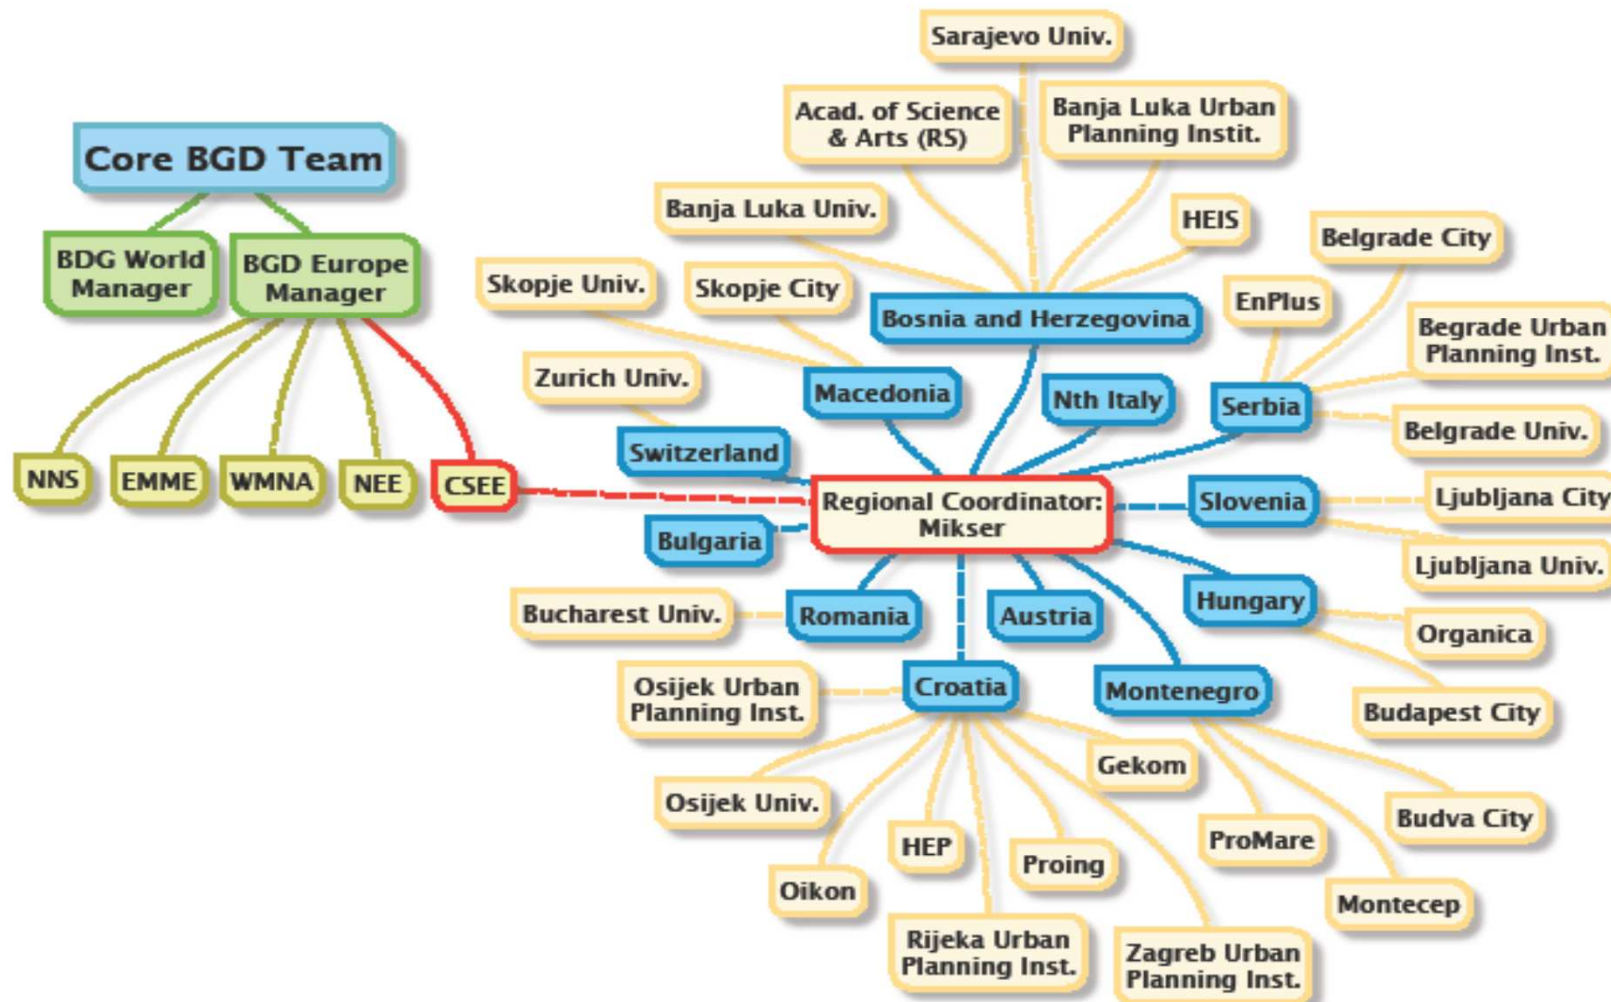 Sarajevo Univ.
Acad. of Science
& Arts (RS)
Banja Luka Urban
Planning Instit.
Core BGD Team
Banja Luka Univ.
HEIS
Belgrade City
BDG World
Manager
BGD Europe
Manager
Skopje Univ.
Skopje City
EnPlus
Bosnia and Herzegovina
Begrade Urban
Planning Inst.
Zurich Univ.
Macedonia
Nth Italy
Serbia
Belgrade Univ.
Switzerland
NNS
EMME
WMNA
NEE
CSEE
Regional Coordinator:
Mikser
Slovenia
Ljubljana City
Bulgaria
Ljubljana Univ.
Hungary
Bucharest Univ.
Romania
Austria
Organica
Osijek Urban
Planning Inst.
Croatia
Montenegro
Budapest City
Gekom
Osijek Univ.
Budva City
HEP
Proing
ProMare
Oikon
Montecep
Rijeka Urban
Planning Inst.
Zagreb Urban
Planning Inst.